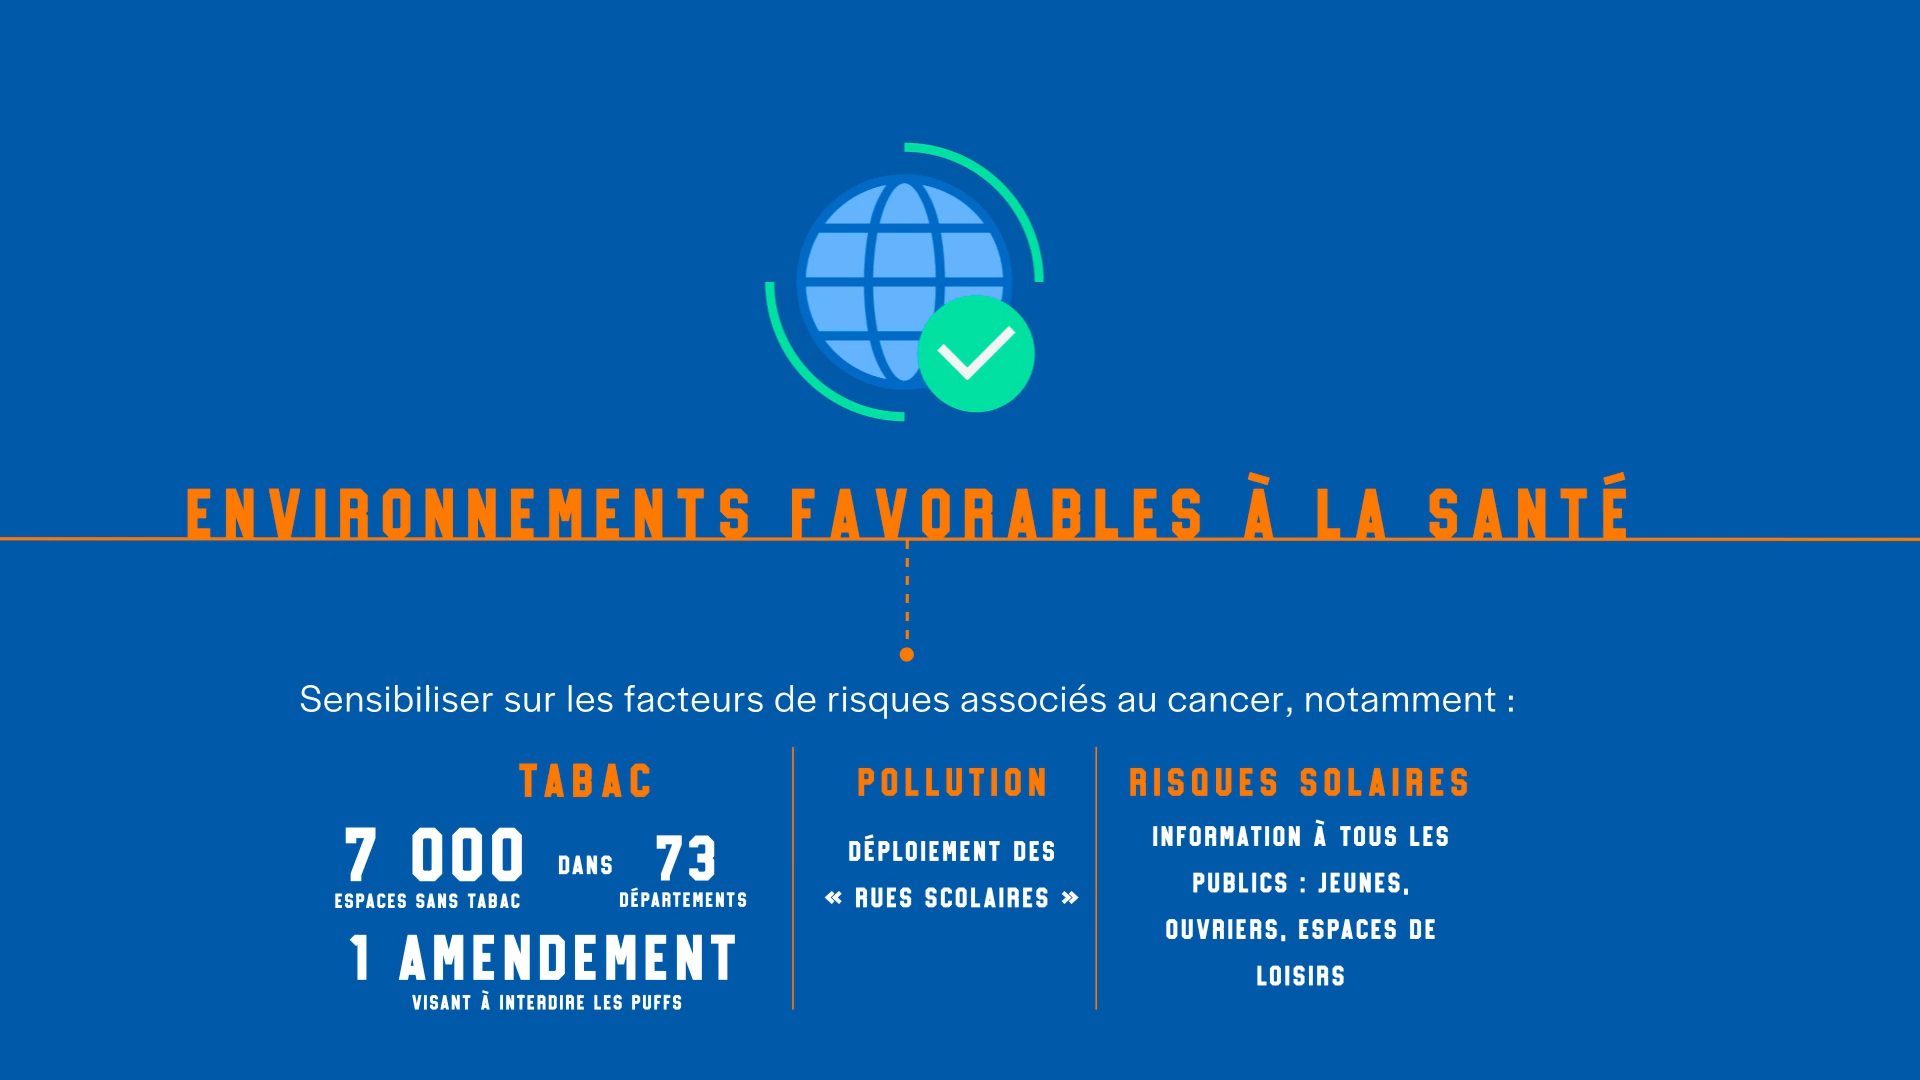 ENVIRONNEMENTS FAVORABLES À LA SANTÉ
Sensibiliser sur les facteurs de risques associés au cancer, notamment :
TABAC
7 000 DANS 73
ESPACES SANS TABAC DÉPARTEMENTS
1 AMENDEMENT
VISANT À INTERDIRE LES PUFFS
POLLUTION
DÉPLOIEMENT DES
« RUES SCOLAIRES »
RISQUES SOLAIRES
INFORMATION À TOUS LES
PUBLICS : JEUNES,
OUVRIERS, ESPACES DE
LOISIRS